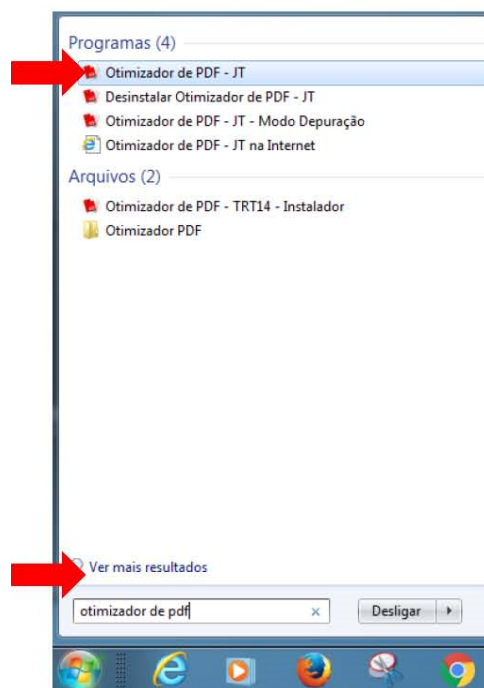 Programas (4)
Otimizador de PDF - JT
Desinstalar Otimizador de PDF - JT
Otimizador de PDF - JT - Modo Depuração
Otimizador de PDF - JT na Internet
Arquivos (2)
Otimizador de PDF - TRT14 - Instalador
Otimizador PDF
Ver mais resultados
otimizador de pdf
Desligar